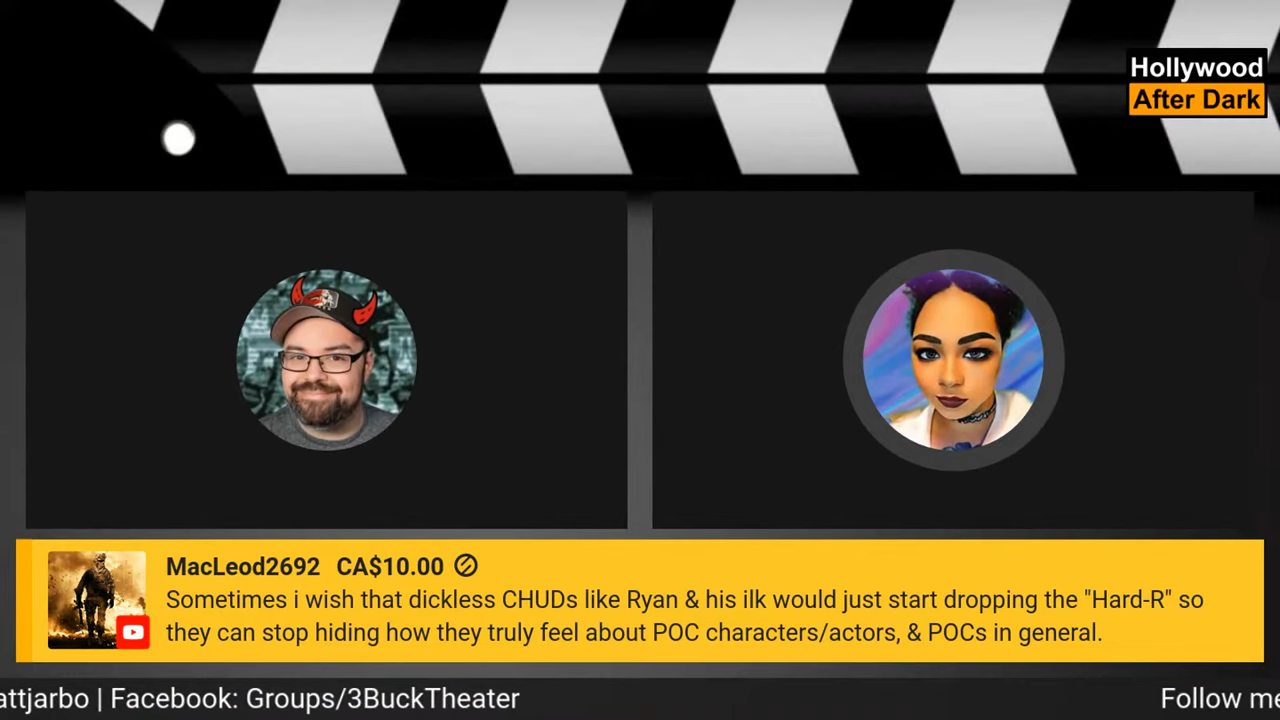 Hollywood
After Dark
MacLeod2692 CA$10.00
Sometimes i wish that dickless CHUDs like Ryan & his ilk would just start dropping the "Hard-R" so
they can stop hiding how they truly feel about POC characters/actors, & POCs in general.
attjarbo | Facebook: Groups/3BuckTheater
Follow me